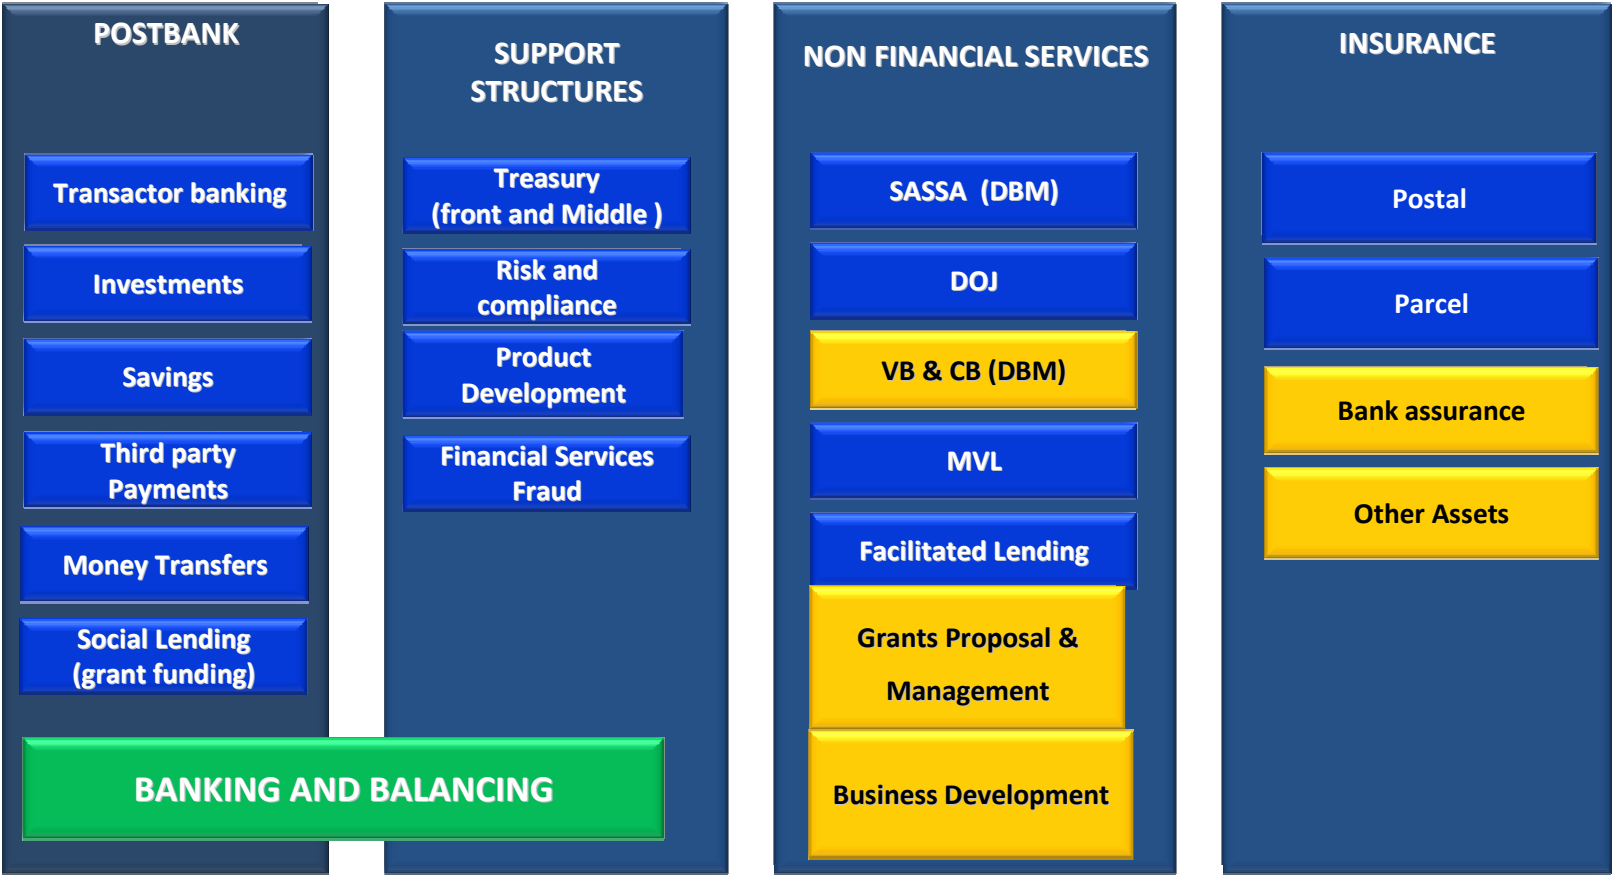 POSTBANK
Transactor banking
Investments
Savings
Third party
Payments
Money Transfers
Social Lending
(grant funding)
SUPPORT
STRUCTURES
Treasury
(front and Middle )
Risk and
compliance
Product
Development
Financial Services
Fraud
BANKING AND BALANCING
NON FINANCIAL SERVICES
SASSA (DBM)
DOJ
VB & CB (DBM)
MVL
Facilitated Lending
Grants Proposal &
Management
Business Development
INSURANCE
Postal
Parcel
Bank assurance
Other Assets